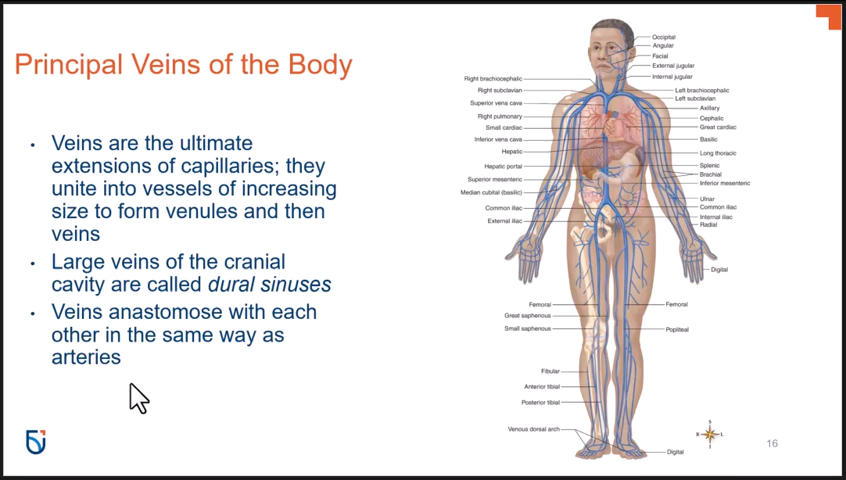 Principal Veins of the Body
• Veins are the ultimate
extensions of capillaries; they
unite into vessels of increasing
size to form venules and then
veins
• Large veins of the cranial
cavity are called dural sinuses
• Veins anastomose with each
other in the same way as
arteries
Occipital
Angular
Facial
External jugular
Internal jugular
Right brachiocephalic
Right subclavian
Superior vena cava
Right pulmonary
Small cardiac
Inferior vena cava
Hepatic
Hepatic portal
Superior mesenteric
Median cubital (basilic)
Common iliac
External iliac
Left brachiocephalic
Left subclavian
Axillary
Cephalic
Great cardiac
Basilic
Long thoracic
Splenic
Brachial
Inferior mesenteric
Ulnar
Common iliac
Internal iliac
Radial
Digital
Femoral
Great saphenous
Small saphenous
Fibular
Anterior tibial
Posterior tibial
Venous dorsal arch
Femoral
Popliteal
Digital
S
R L
I
16